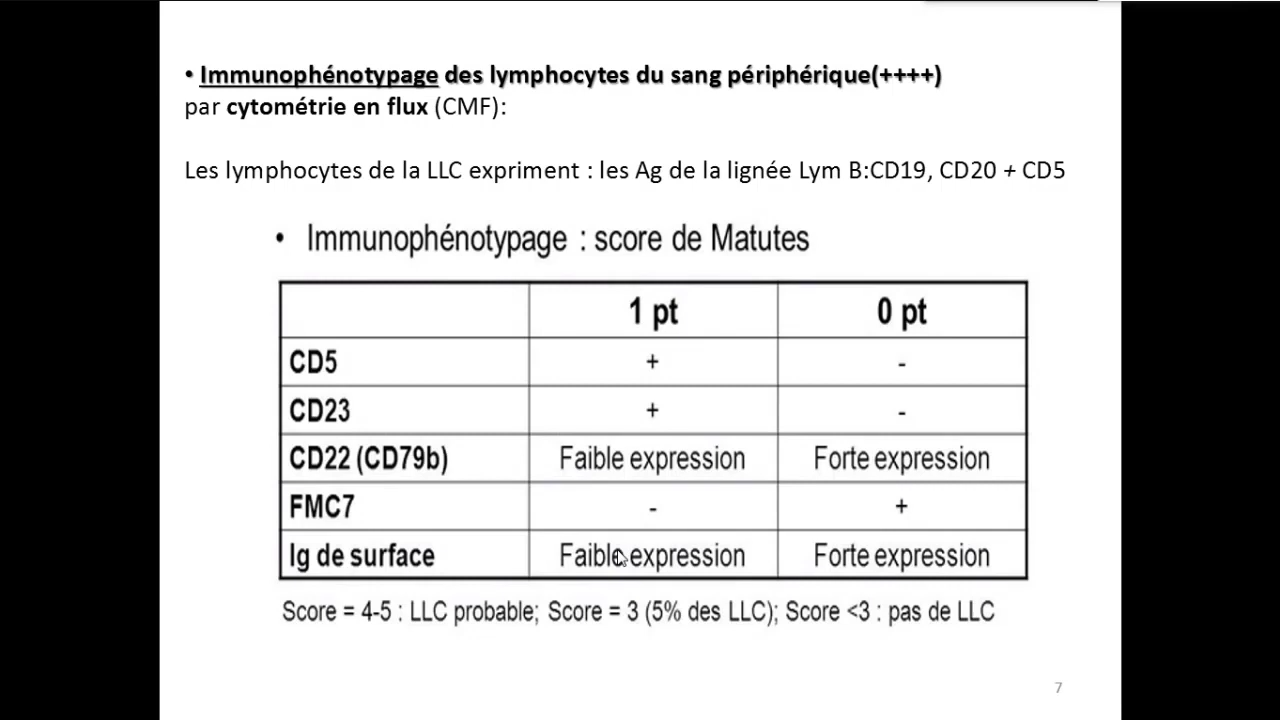 • Immunophénotypage des lymphocytes du sang périphérique(++++)
par cytométrie en flux (CMF):
Les lymphocytes de la LLC expriment : les Ag de la lignée Lym B:CD19, CD20 + CD5
• Immunophénotypage : score de Matutes
1 pt 0 pt
CD5 + -
CD23 + -
CD22 (CD79b) Faible expression Forte expression
FMC7 - +
Ig de surface Faible expression Forte expression
Score = 4-5 : LLC probable; Score = 3 (5% des LLC); Score <3 : pas de LLC
7